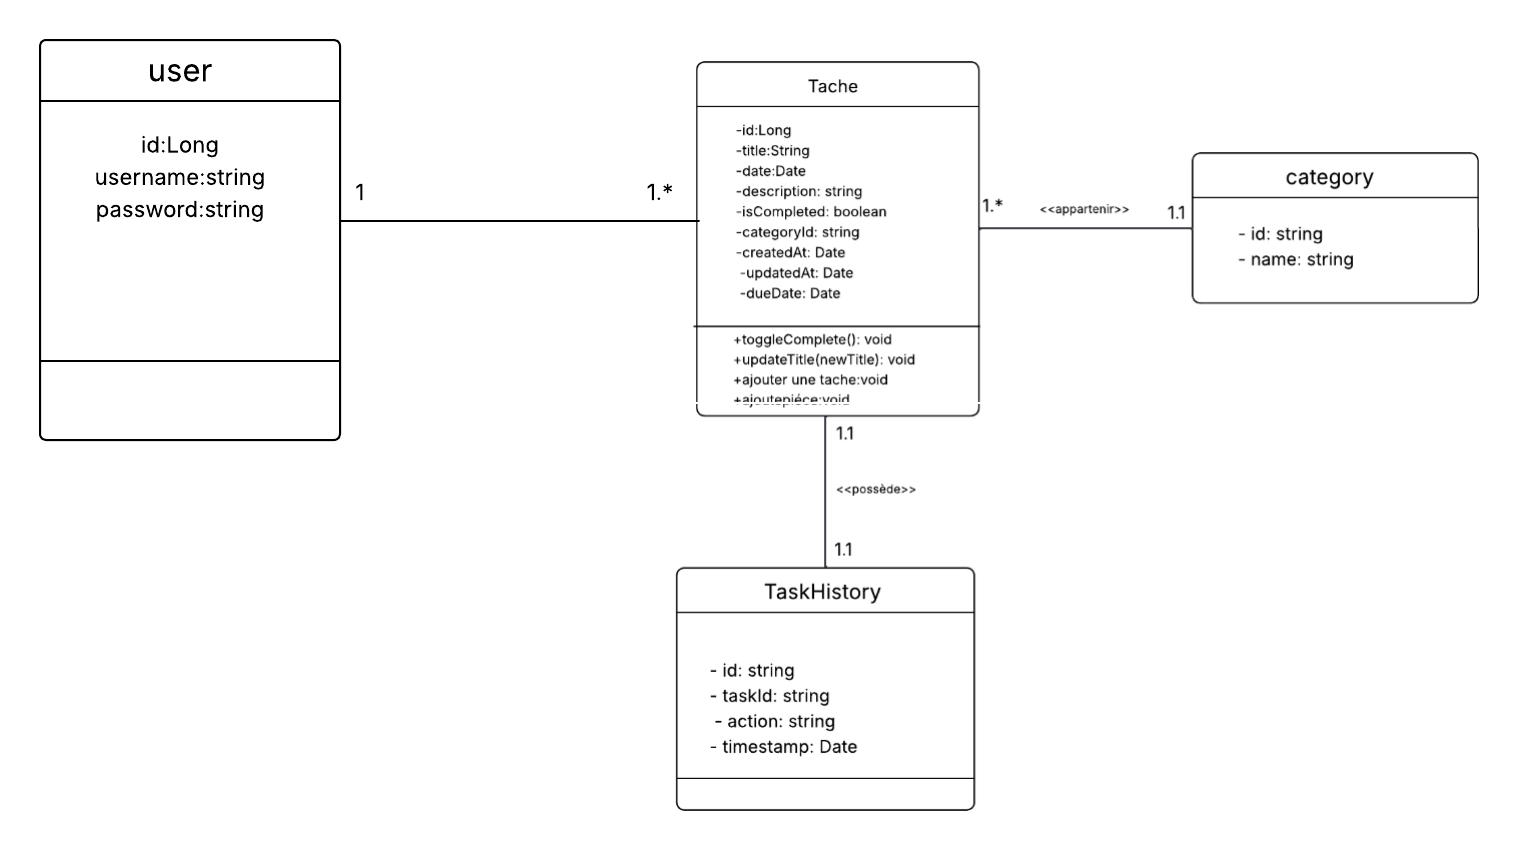 user
id:Long
username:string
password:string
1
1.*
Tache
-id:Long
-title:String
-date:Date
-description: string
-isCompleted: boolean
-categoryId: string
-createdAt: Date
-updatedAt: Date
-dueDate: Date
+toggleComplete(): void
+updateTitle(newTitle): void
+ajouter une tache:void
+ajoutepiéce:void
1.*
<<appartenir>>
1.1
category
- id: string
- name: string
1.1
<<possède>>
1.1
TaskHistory
- id: string
- taskId: string
- action: string
- timestamp: Date